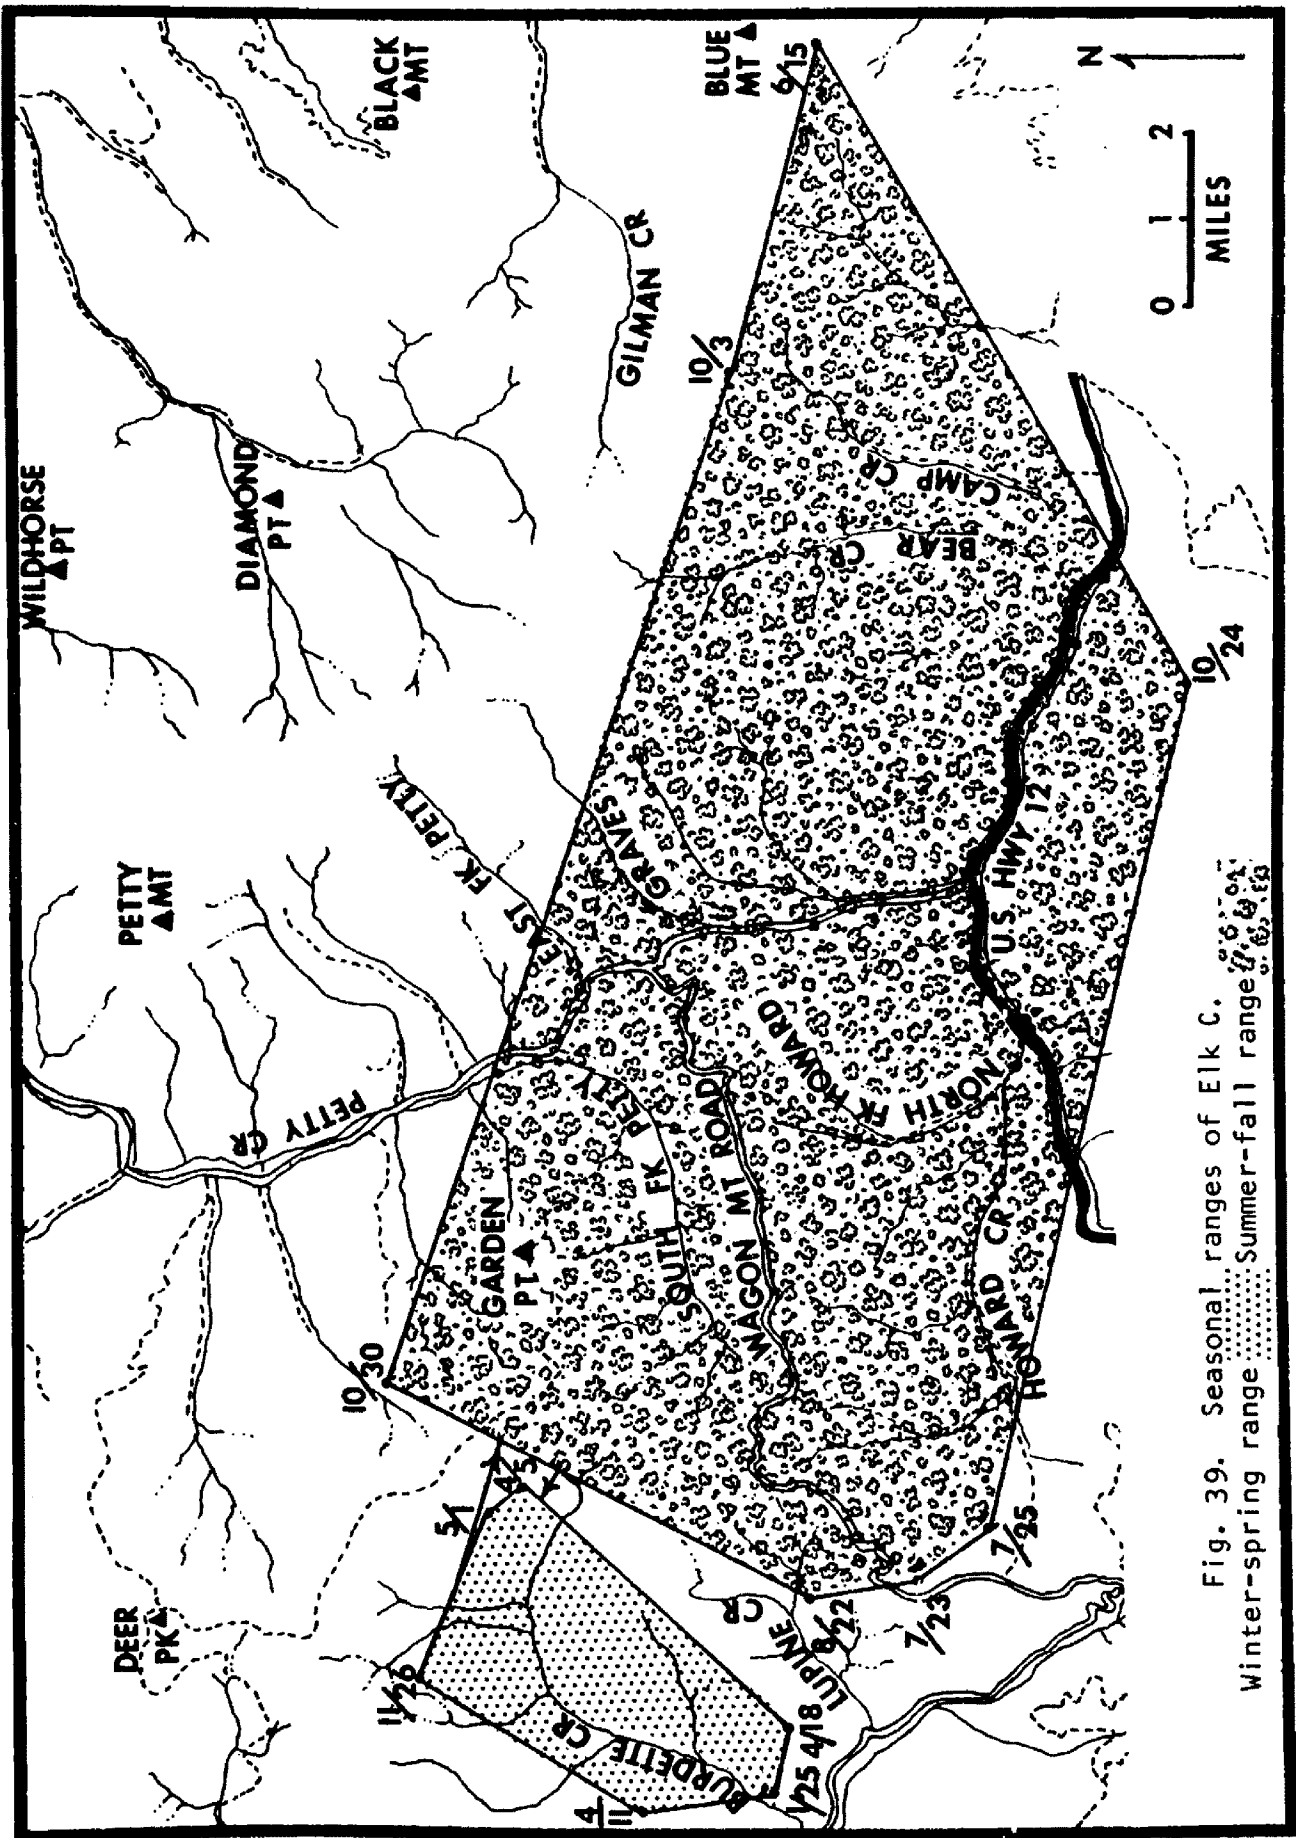 WILDHORSE
PT
DIAMOND
PT
BLACK
MT
BLUE
MT
6/15
PETTY
MT
DEER
PK
GILMAN CR
10/3
EAST FK PETTY
PETTY CR
GRAVES
CAMP CR
BEAR CR
GARDEN
PT
10/30
SOUTH FK PETTY
WAGON MT ROAD
NORTH FK HOWARD
U.S. HWY 12
HOWARD CR
10/24
5/1
4/5
11/26
BURDETTE CR
4/11
1/25
4/18
LUPINE CR
8/22
7/23
7/25
N
0 1 2
MILES
Fig. 39. Seasonal ranges of Elk C.
Winter-spring range Summer-fall range